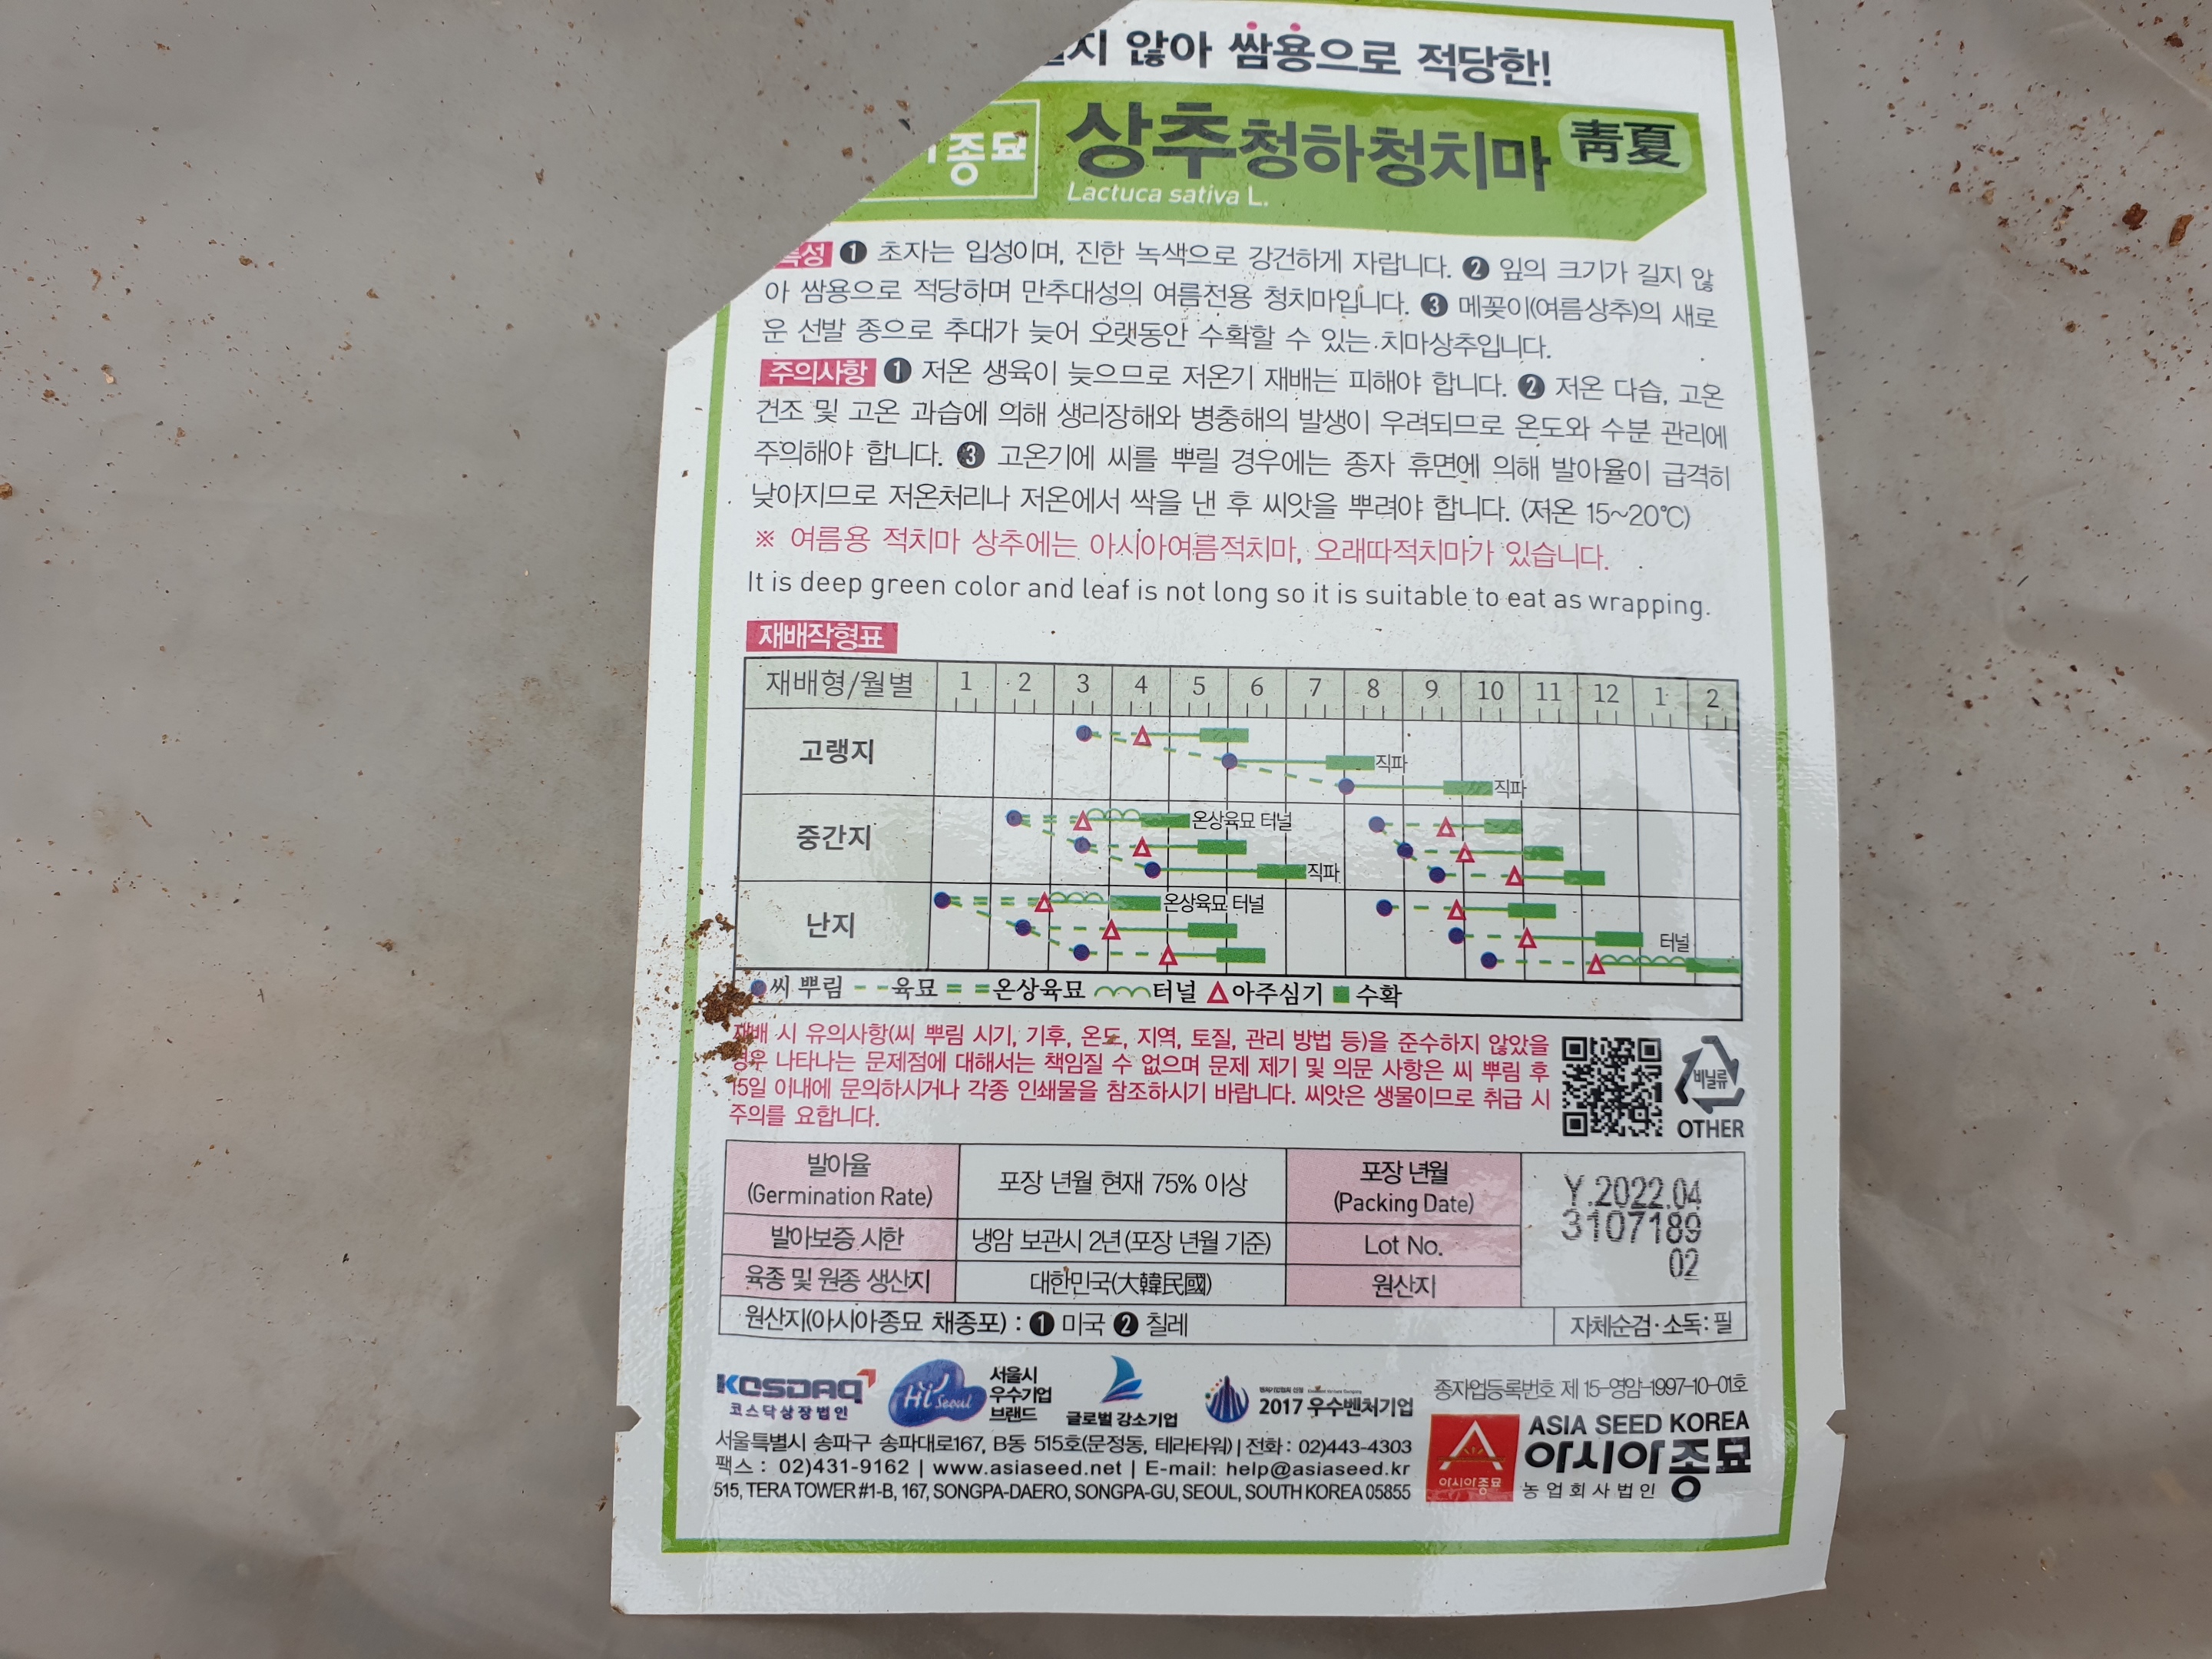 지 않아 쌈용으로 적당한!
종묘 상추청하청치마 靑夏
Lactuca sativa L.
특성 ❶ 초자는 입성이며, 진한 녹색으로 강건하게 자랍니다. ❷ 잎의 크기가 길지 않
아 쌈용으로 적당하며 만추대성의 여름전용 청치마입니다. ❸ 메꽃이(여름상추)의 새로
운 선발 종으로 추대가 늦어 오랫동안 수확할 수 있는 치마상추입니다.
주의사항 ❶ 저온 생육이 늦으므로 저온기 재배는 피해야 합니다. ❷ 저온 다습, 고온
건조 및 고온 과습에 의해 생리장해와 병충해의 발생이 우려되므로 온도와 수분 관리에
주의해야 합니다. ❸ 고온기에 씨를 뿌릴 경우에는 종자 휴면에 의해 발아율이 급격히
낮아지므로 저온처리나 저온에서 싹을 낸 후 씨앗을 뿌려야 합니다. (저온 15~20℃)
※ 여름용 적치마 상추에는 아시아여름적치마, 오래따적치마가 있습니다.
It is deep green color and leaf is not long so it is suitable to eat as wrapping.
재배작형표
재배형/월별 1 2 3 4 5 6 7 8 9 10 11 12 1 2
고랭지
직파
직파
중간지
온상육묘 터널
직파
난지
온상육묘 터널
터널
씨 뿌림 육묘 온상육묘 터널 아주심기 수확
재배 시 유의사항(씨 뿌림 시기, 기후, 온도, 지역, 토질, 관리 방법 등)을 준수하지 않았을
경우 나타나는 문제점에 대해서는 책임질 수 없으며 문제 제기 및 의문 사항은 씨 뿌림 후
15일 이내에 문의하시거나 각종 인쇄물을 참조하시기 바랍니다. 씨앗은 생물이므로 취급 시
주의를 요합니다.
비닐류
OTHER
발아율
(Germination Rate)
포장 년월 현재 75% 이상
포장 년월
(Packing Date)
Y.2022.04
3107189
02
발아보증 시한 냉암 보관시 2년(포장 년월 기준) Lot No.
육종 및 원종 생산지 대한민국(大韓民國) 원산지
원산지(아시아종묘 채종포) : ❶ 미국 ❷ 칠레 자체순검·소독: 필
KOSDAQ
코스닥상장법인
Hi Seoul
서울시
우수기업
브랜드
글로벌 강소기업
2017 우수벤처기업
종자업등록번호 제 15-영암-1997-10-01호
서울특별시 송파구 송파대로167, B동 515호(문정동, 테라타워) | 전화 : 02)443-4303
팩스 : 02)431-9162 | www.asiaseed.net | E-mail: help@asiaseed.kr
515, TERA TOWER #1-B, 167, SONGPA-DAERO, SONGPA-GU, SEOUL, SOUTH KOREA 05855
아시아종묘
ASIA SEED KOREA
아시아종묘
농업회사법인